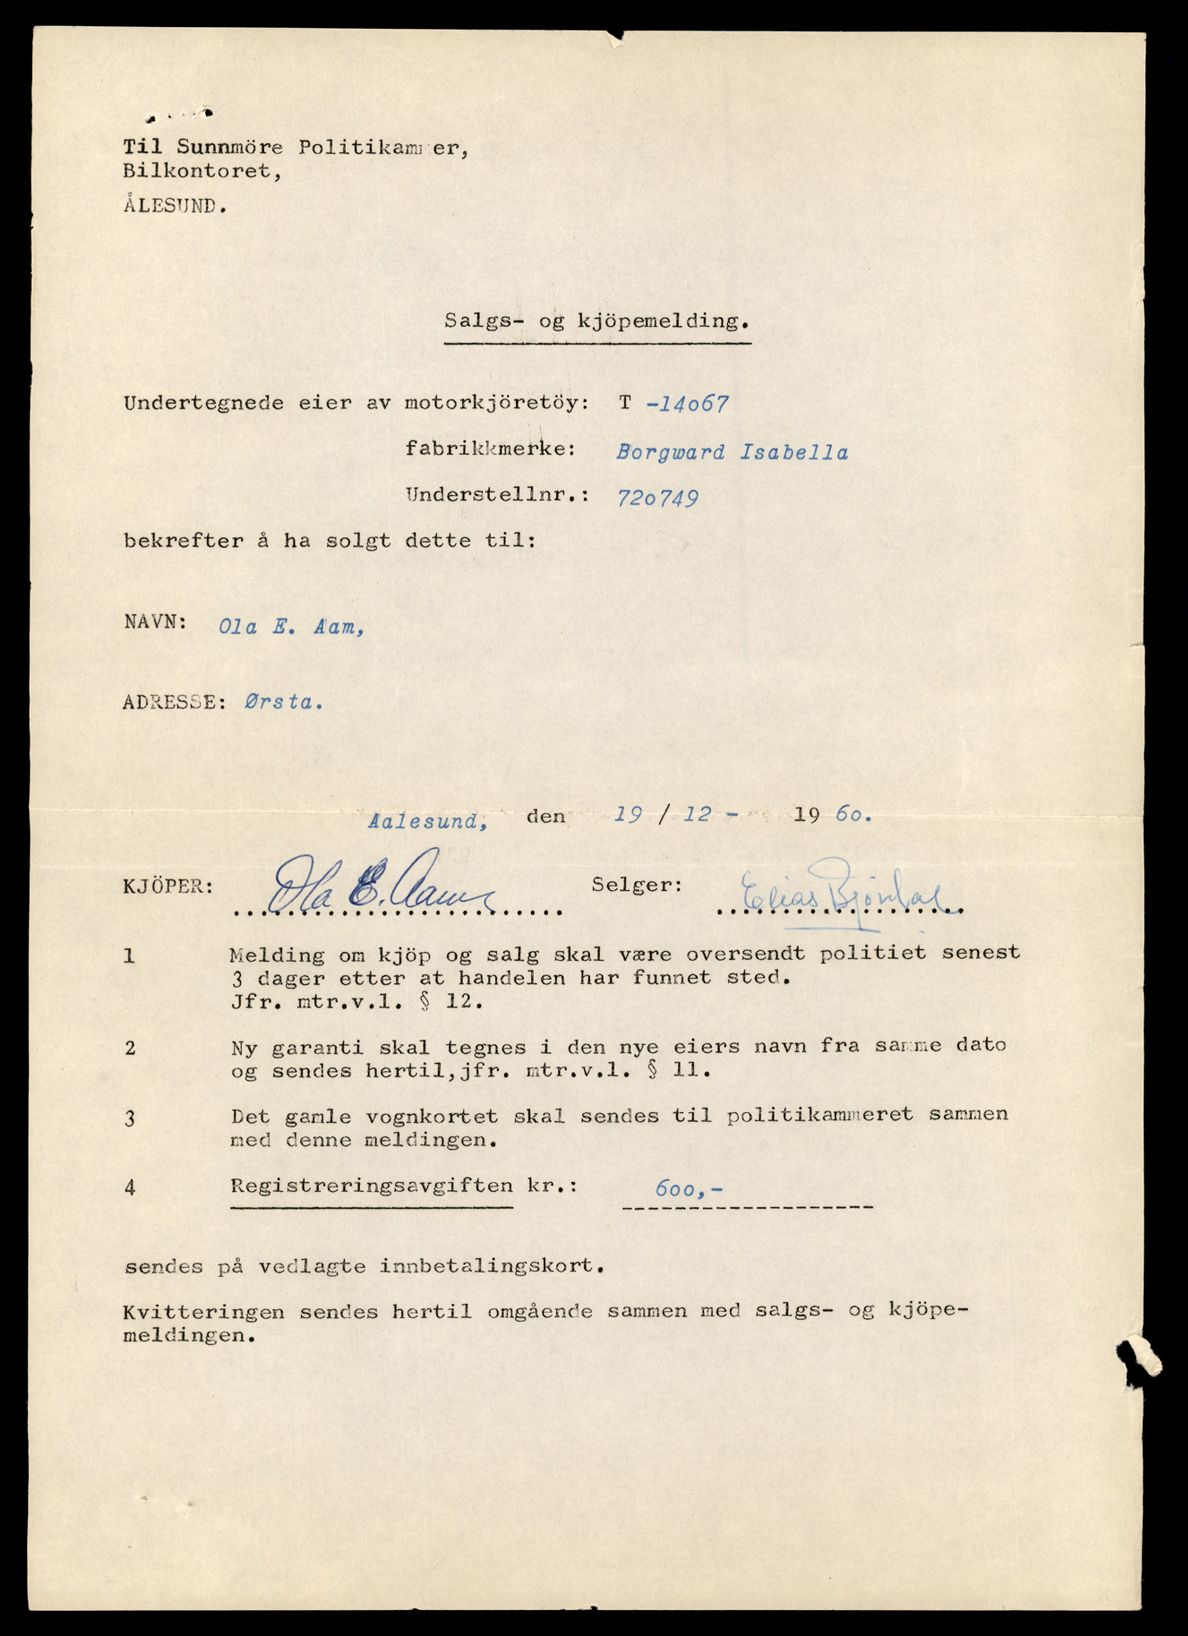 Til Sunnmöre Politikammer,
Bilkontoret,
ÅLESUND.
Salgs- og kjöpemelding.
Undertegnede eier av motorkjöretöy: T -14o67
fabrikkmerke: Borgward Isabella
Understellnr.: 72o749
bekrefter å ha solgt dette til:
NAVN: Ola E. Aam,
ADRESSE: Ørsta.
Aalesund, den 19 / 12 - 19 6o.
KJÖPER: Ola E. Aam Selger: Elias Bjørdal
1 Melding om kjöp og salg skal være oversendt politiet senest
3 dager etter at handelen har funnet sted.
Jfr. mtr.v.l. § 12.
2 Ny garanti skal tegnes i den nye eiers navn fra samme dato
og sendes hertil,jfr. mtr.v.l. § 11.
3 Det gamle vognkortet skal sendes til politikammeret sammen
med denne meldingen.
4 Registreringsavgiften kr.: 6oo,-
sendes på vedlagte innbetalingskort.
Kvitteringen sendes hertil omgående sammen med salgs- og kjöpe-
meldingen.